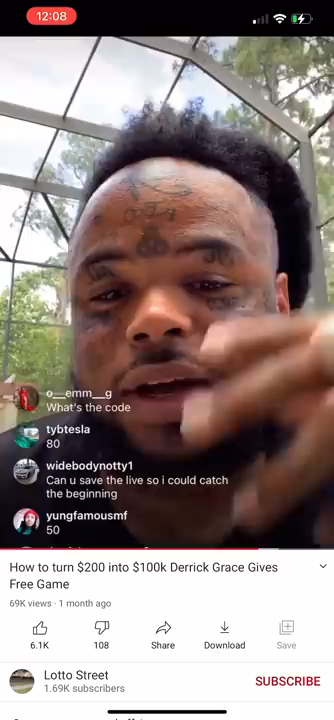 12:08
o__emm__g
What's the code
tybtesla
80
widebodynotty1
Can u save the live so i could catch
the beginning
yungfamousmf
50
How to turn $200 into $100k Derrick Grace Gives
Free Game
69K views · 1 month ago
6.1K
108
Share
Download
Save
Lotto Street
1.69K subscribers
SUBSCRIBE